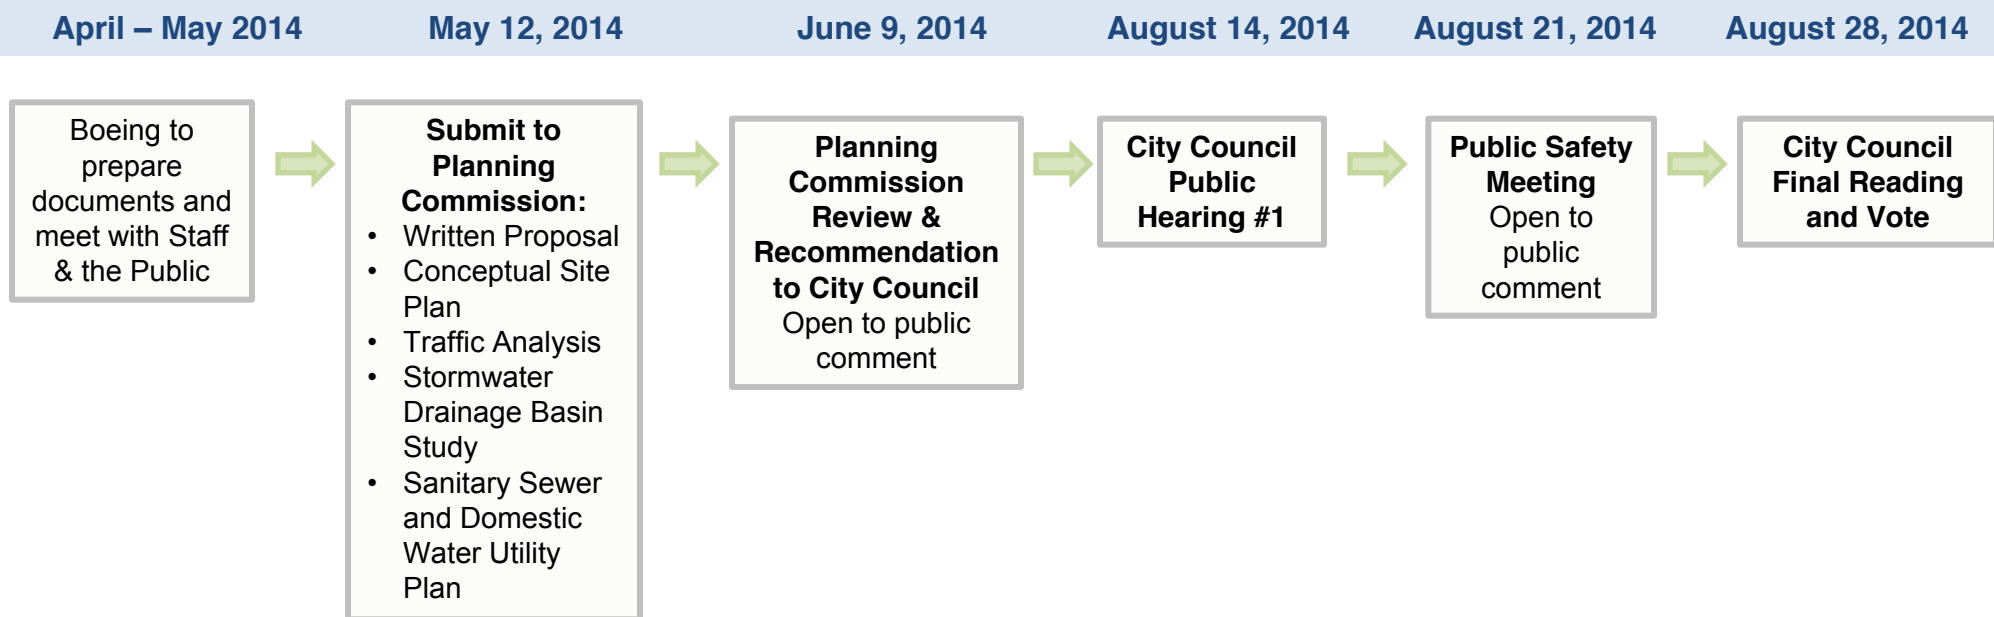 April – May 2014
May 12, 2014
June 9, 2014
August 14, 2014
August 21, 2014
August 28, 2014
Boeing to
prepare
documents and
meet with Staff
& the Public
Submit to
Planning
Commission:
• Written Proposal
• Conceptual Site
Plan
• Traffic Analysis
• Stormwater
Drainage Basin
Study
• Sanitary Sewer
and Domestic
Water Utility
Plan
Planning
Commission
Review &
Recommendation
to City Council
Open to public
comment
City Council
Public
Hearing #1
Public Safety
Meeting
Open to
public
comment
City Council
Final Reading
and Vote